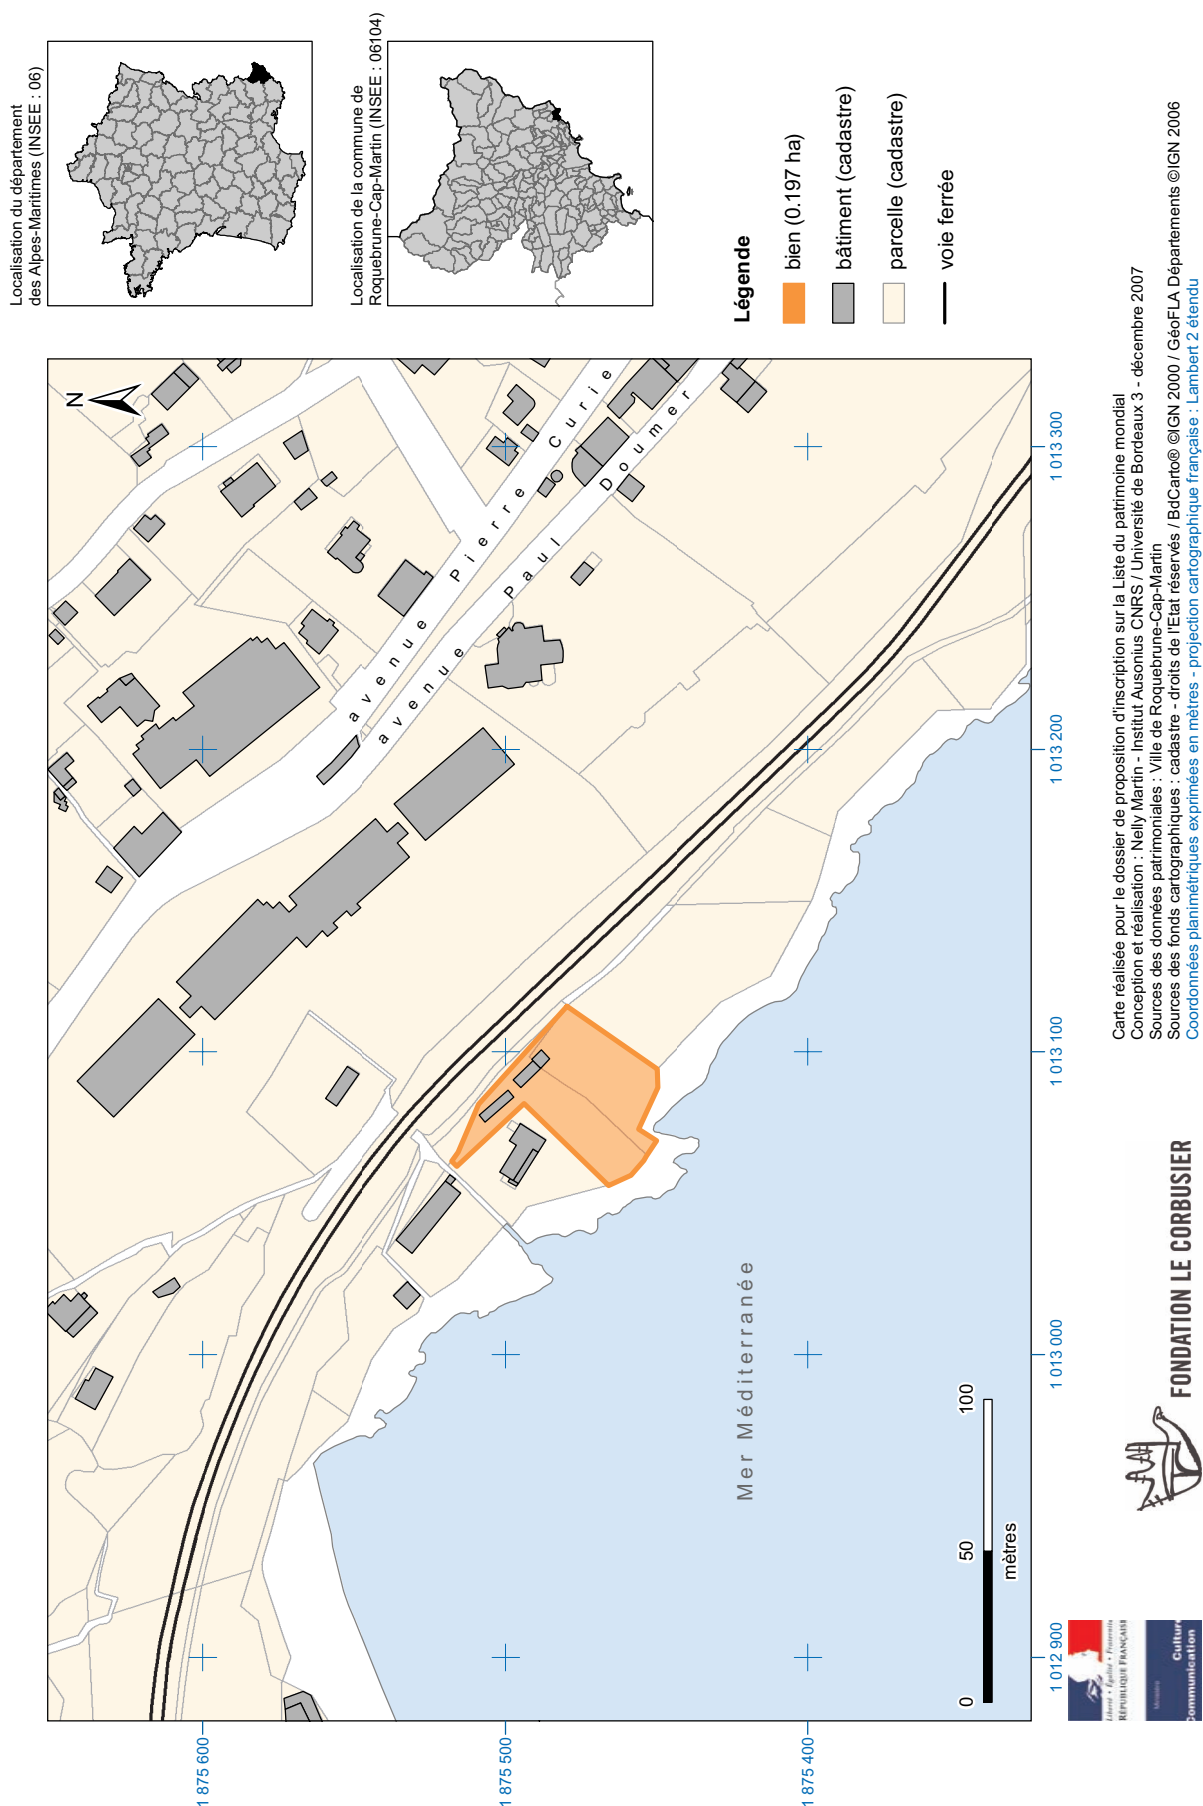 Localisation du département
des Alpes-Maritimes (INSEE : 06)
Localisation de la commune de
Roquebrune-Cap-Martin (INSEE : 06104)
Légende
bien (0.197 ha)
bâtiment (cadastre)
parcelle (cadastre)
voie ferrée
N
avenue Pierre Curie
avenue Paul Doumer
Mer Méditerranée
0 50 100
mètres
1 875 600
1 875 500
1 875 400
1 012 900
1 013 000
1 013 100
1 013 200
1 013 300
Liberté • Égalité • Fraternité
RÉPUBLIQUE FRANÇAISE
Ministère
Culture
Communication
FONDATION LE CORBUSIER
Carte réalisée pour le dossier de proposition d'inscription sur la Liste du patrimoine mondial
Conception et réalisation : Nelly Martin - Institut Ausonius CNRS / Université de Bordeaux 3 - décembre 2007
Sources des données patrimoniales : Ville de Roquebrune-Cap-Martin
Sources des fonds cartographiques : cadastre - droits de l'Etat réservés / BdCarto® ©IGN 2000 / GéoFLA Départements ©IGN 2006
Coordonnées planimétriques exprimées en mètres - projection cartographique française : Lambert 2 étendu